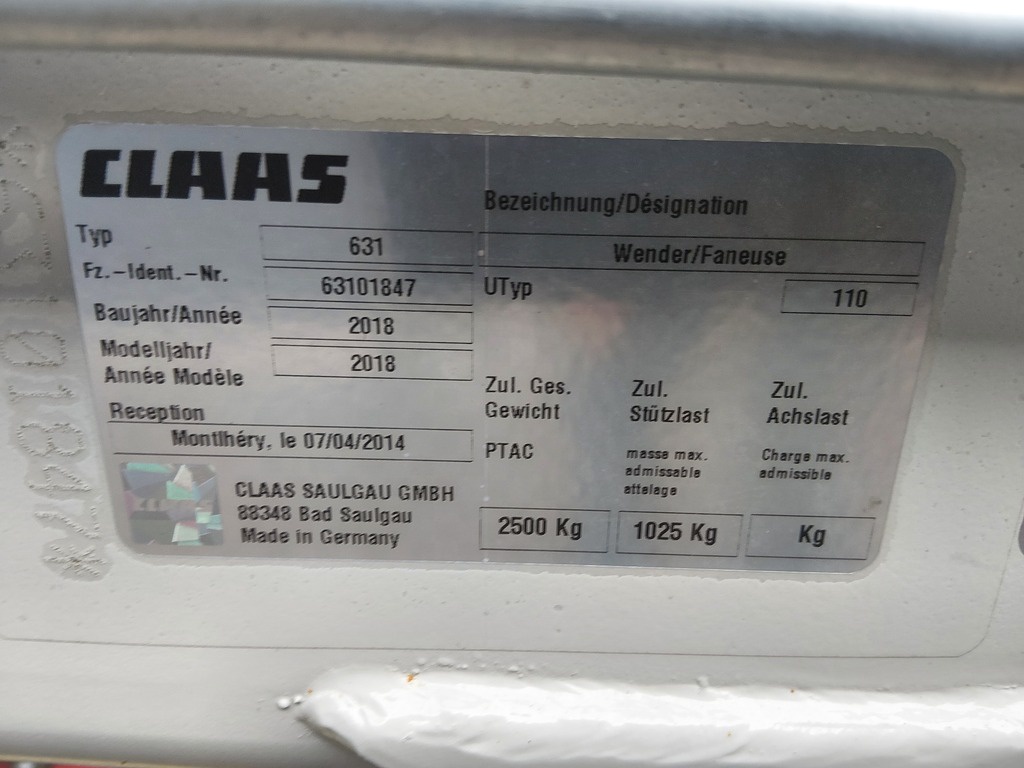 CLAAS
Bezeichnung/Désignation
Typ 631
Wender/Faneuse
Fz.-Ident.-Nr. 63101847
UTyp 110
Baujahr/Année 2018
Modelljahr/
Année Modèle 2018
Reception
Montlhéry, le 07/04/2014
Zul. Ges.
Gewicht
PTAC
2500 Kg
Zul.
Stützlast
masse max.
admissable
attelage
1025 Kg
Zul.
Achslast
Charge max.
admissible
Kg
CLAAS SAULGAU GMBH
88348 Bad Saulgau
Made in Germany